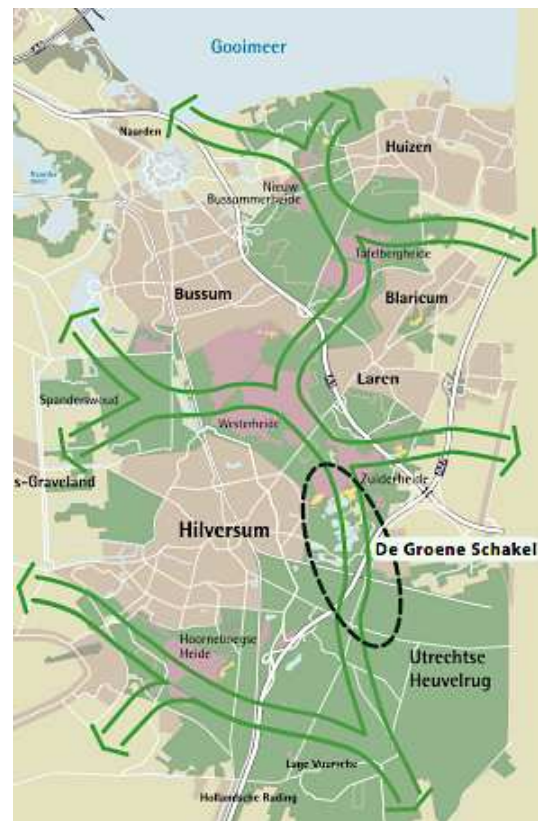 Gooimeer
Naarden
Huizen
Nieuw
Bussummerheide
Tafelbergheide
Bussum
Blaricum
Laren
Spanderswoud
Westerheide
s-Graveland
Zuiderheide
Hilversum
De Groene Schakel
Hoorneboegse
Heide
Utrechtse
Heuvelrug
Lage Vuursche
Hollandsche Rading